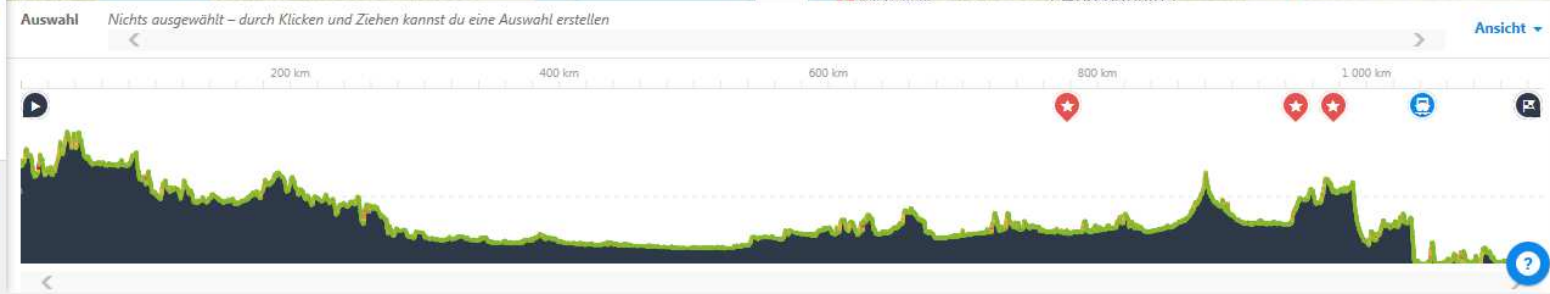 Auswahl Nichts ausgewählt – durch Klicken und Ziehen kannst du eine Auswahl erstellen
Ansicht
200 km 400 km 600 km 800 km 1 000 km
?